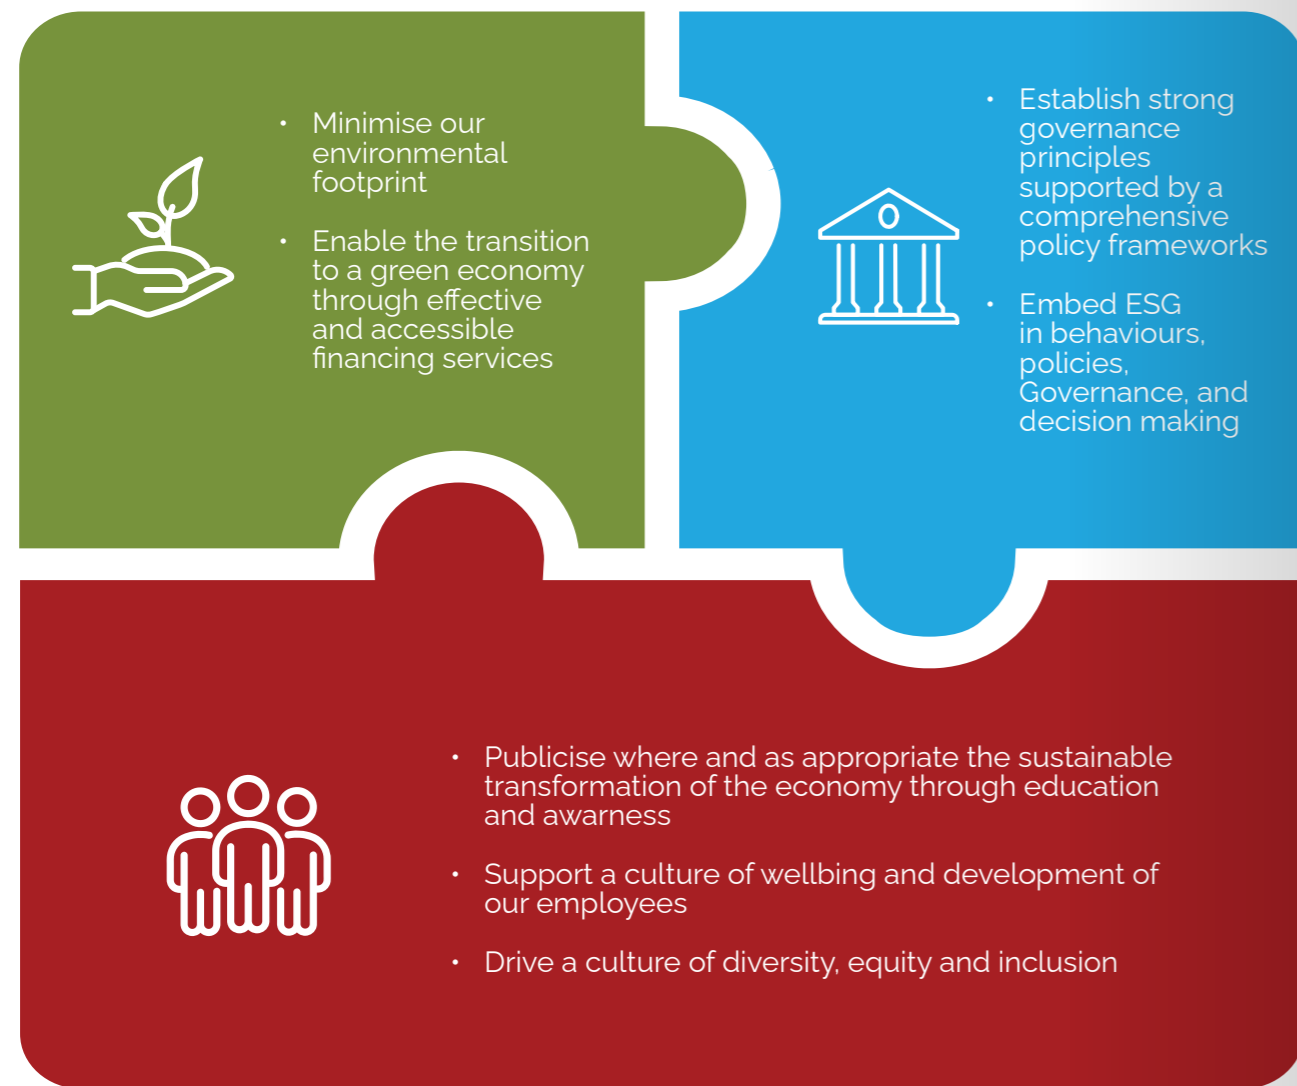 • Minimise our
environmental
footprint
• Enable the transition
to a green economy
through effective
and accessible
financing services
• Establish strong
governance
principles
supported by a
comprehensive
policy frameworks
• Embed ESG
in behaviours,
policies,
Governance, and
decision making
• Publicise where and as appropriate the sustainable
transformation of the economy through education
and awarness
• Support a culture of wellbing and development of
our employees
• Drive a culture of diversity, equity and inclusion